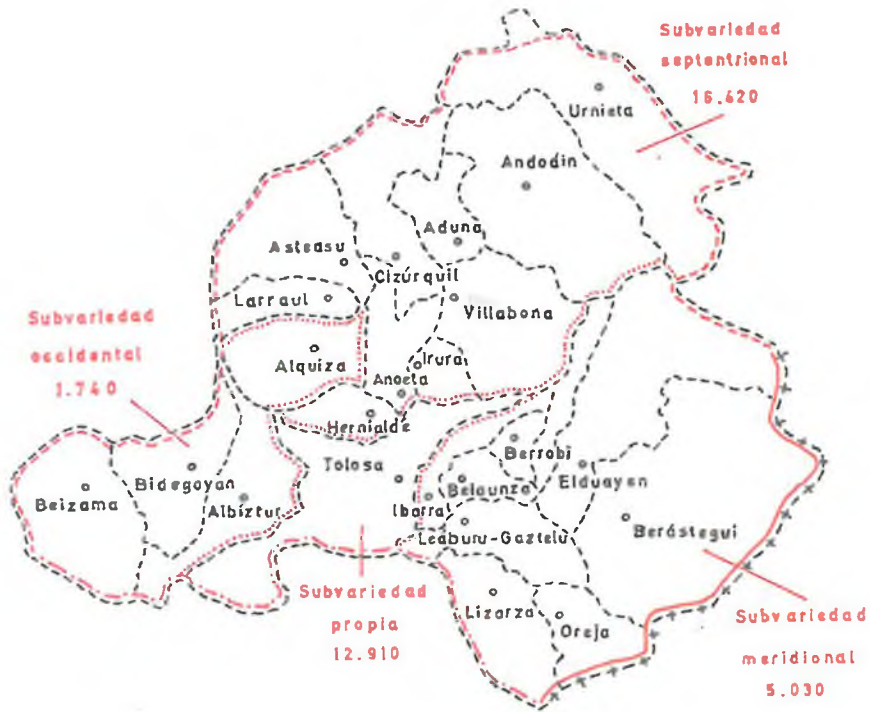 Subvariedad
septentrional
16.620
Urnieta
Andodin
Aduna
Asteasu
Cizúrquil
Larraul
Villabona
Subvariedad
occidental
1.740
Alquiza
Irura
Anoeta
Hernialde
Berrobi
Tolosa
Bidegoyan
Belaunza
Elduayen
Beizama
Albiztur
Ibarra
Berástegui
Leaburu-Gaztelu
Lizarza
Oreja
Subvariedad
propia
12.910
Subvariedad
meridional
5.030